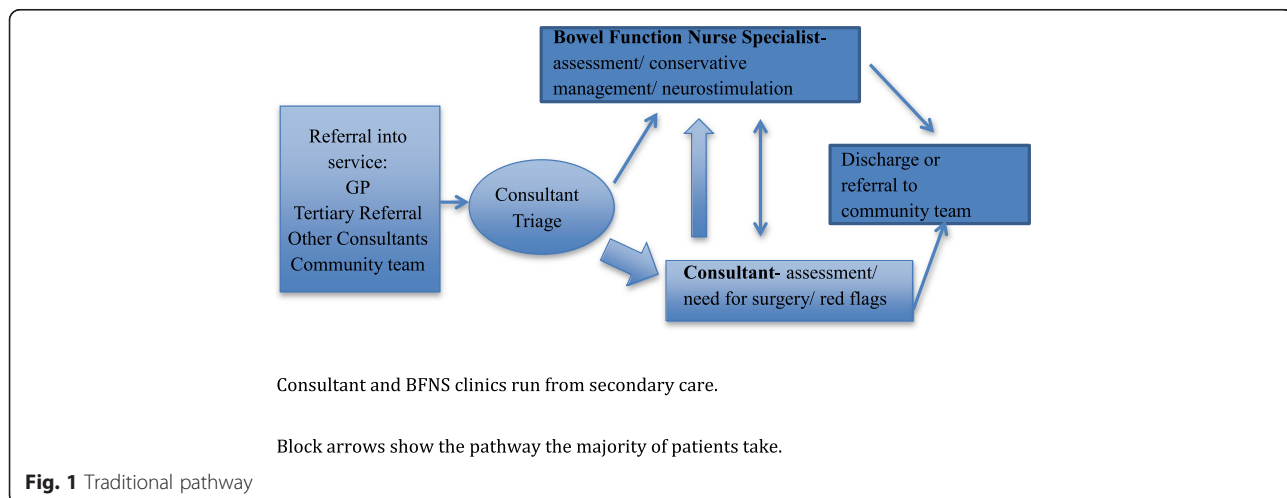 Bowel Function Nurse Specialist-
assessment/ conservative
management/ neurostimulation
Referral into
service:
GP
Tertiary Referral
Other Consultants
Community team
Consultant
Triage
Discharge or
referral to
community team
Consultant- assessment/
need for surgery/ red flags
Consultant and BFNS clinics run from secondary care.
Block arrows show the pathway the majority of patients take.
Fig. 1 Traditional pathway